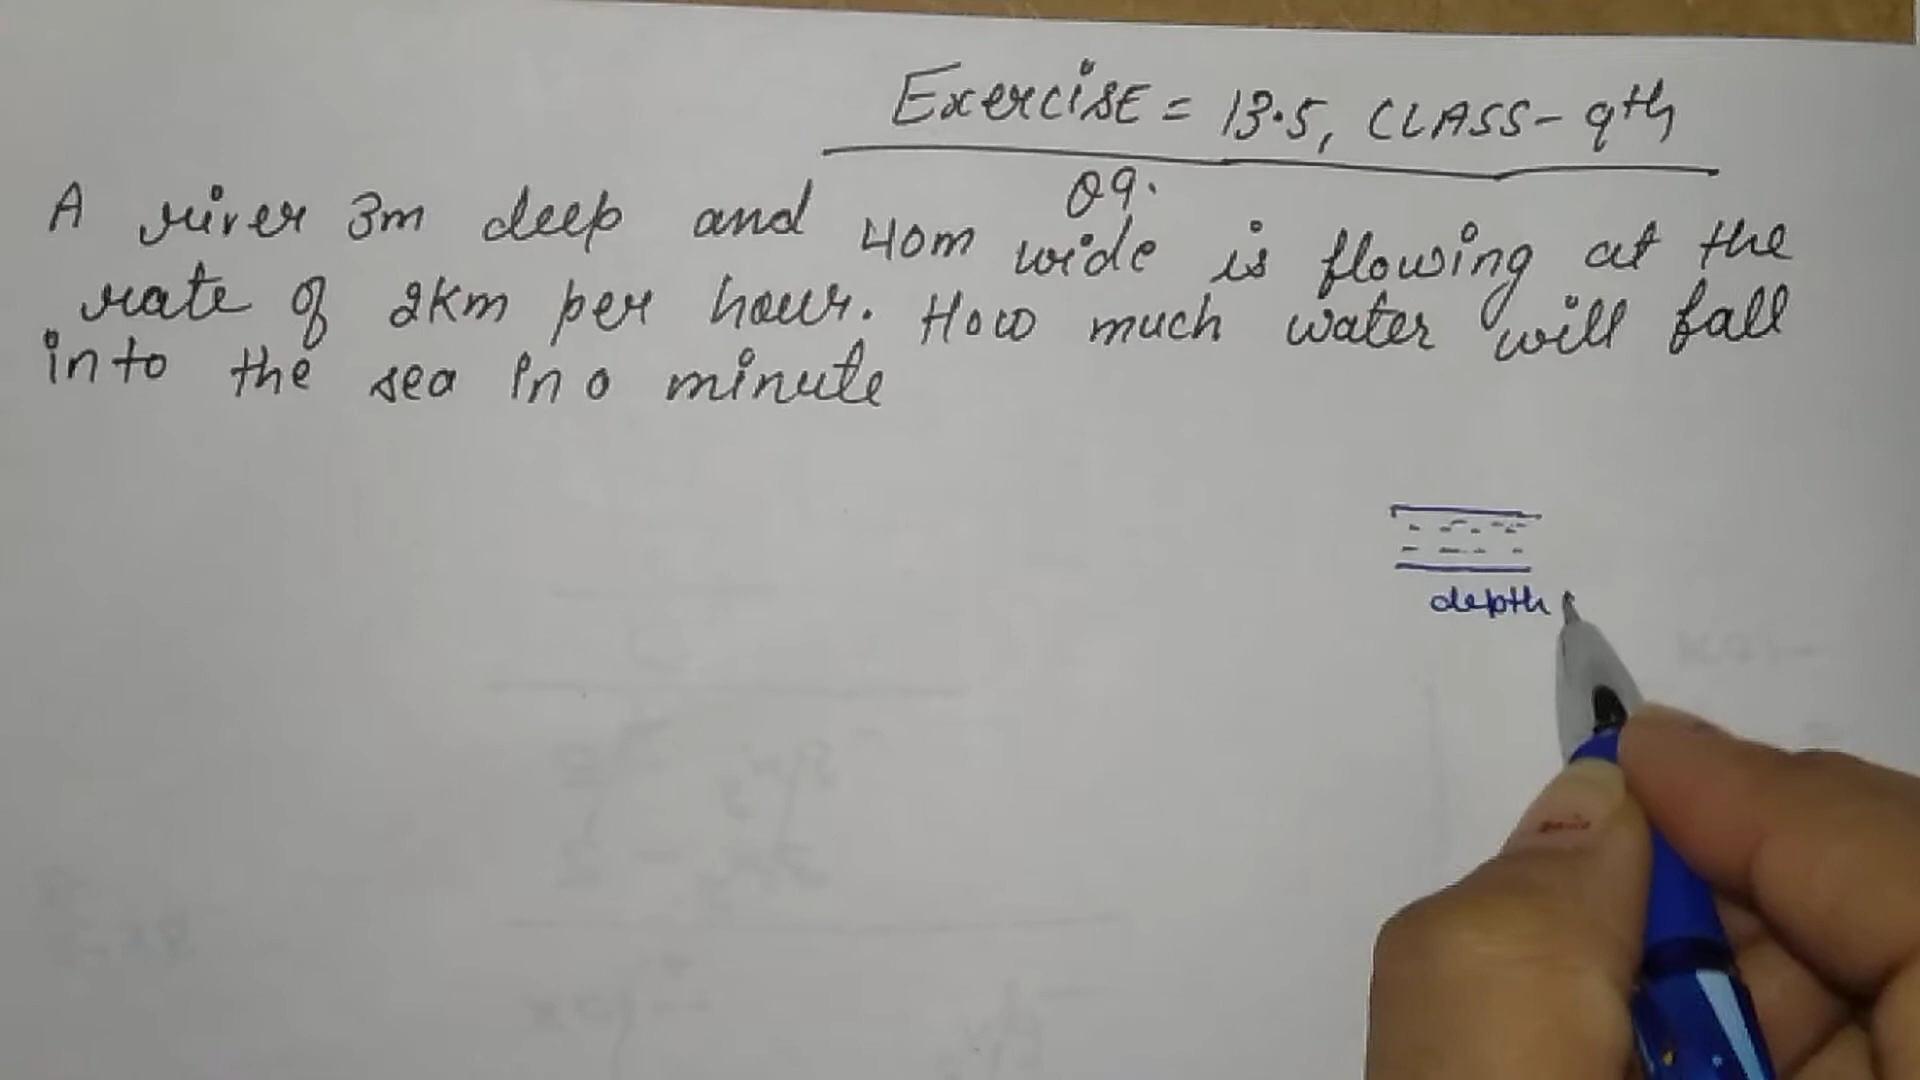 Exercise = 13.5, CLASS - 9th
Q9.
A river 3m deep and 40m wide is flowing at the
rate of 2km per hour. How much water will fall
into the sea in a minute
depth